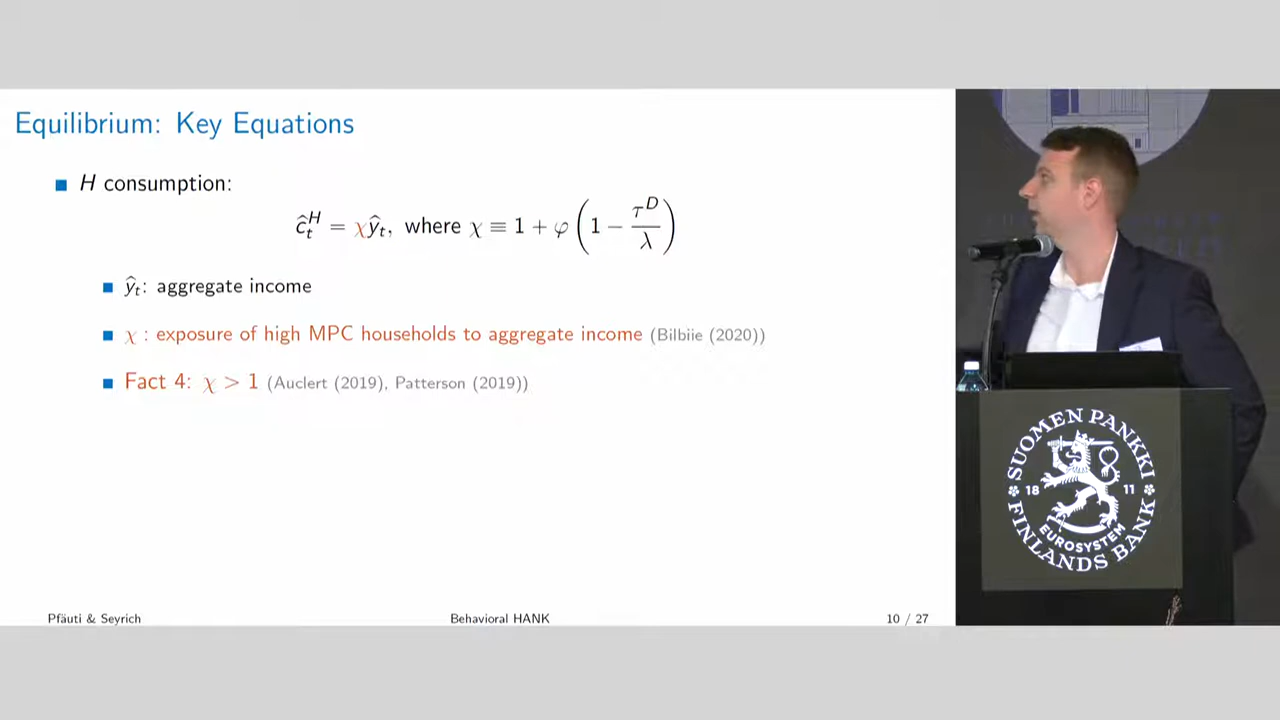 Equilibrium: Key Equations
H consumption:
ĉ_t^H = χŷ_t, where χ ≡ 1 + φ(1 − τ^D/λ)
ŷ_t: aggregate income
χ : exposure of high MPC households to aggregate income (Bilbiie (2020))
Fact 4: χ > 1 (Auclert (2019), Patterson (2019))
Pfäuti & Seyrich Behavioral HANK 10 / 27
SUOMEN PANKKI
18 11
EUROSYSTEM
FINLANDS BANK